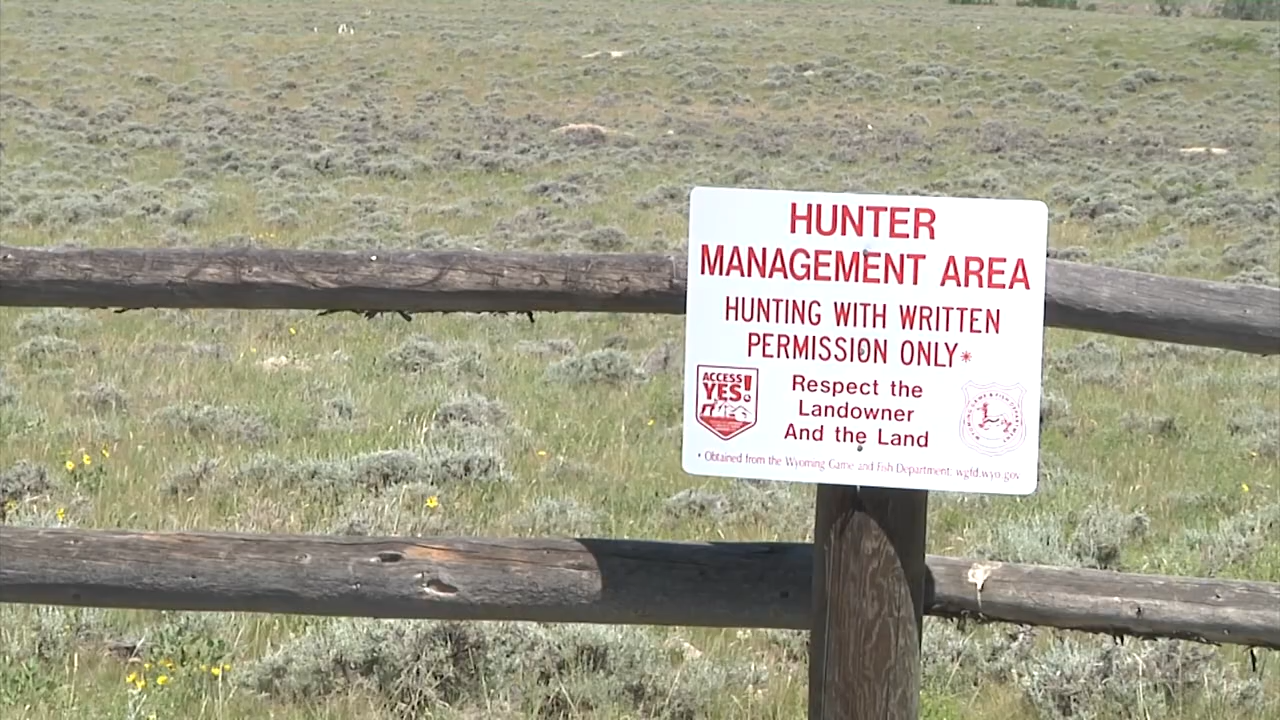 HUNTER
MANAGEMENT AREA
HUNTING WITH WRITTEN
PERMISSION ONLY*
ACCESS
YES!
Respect the
Landowner
And the Land
* Obtained from the Wyoming Game and Fish Department: wgfd.wyo.gov